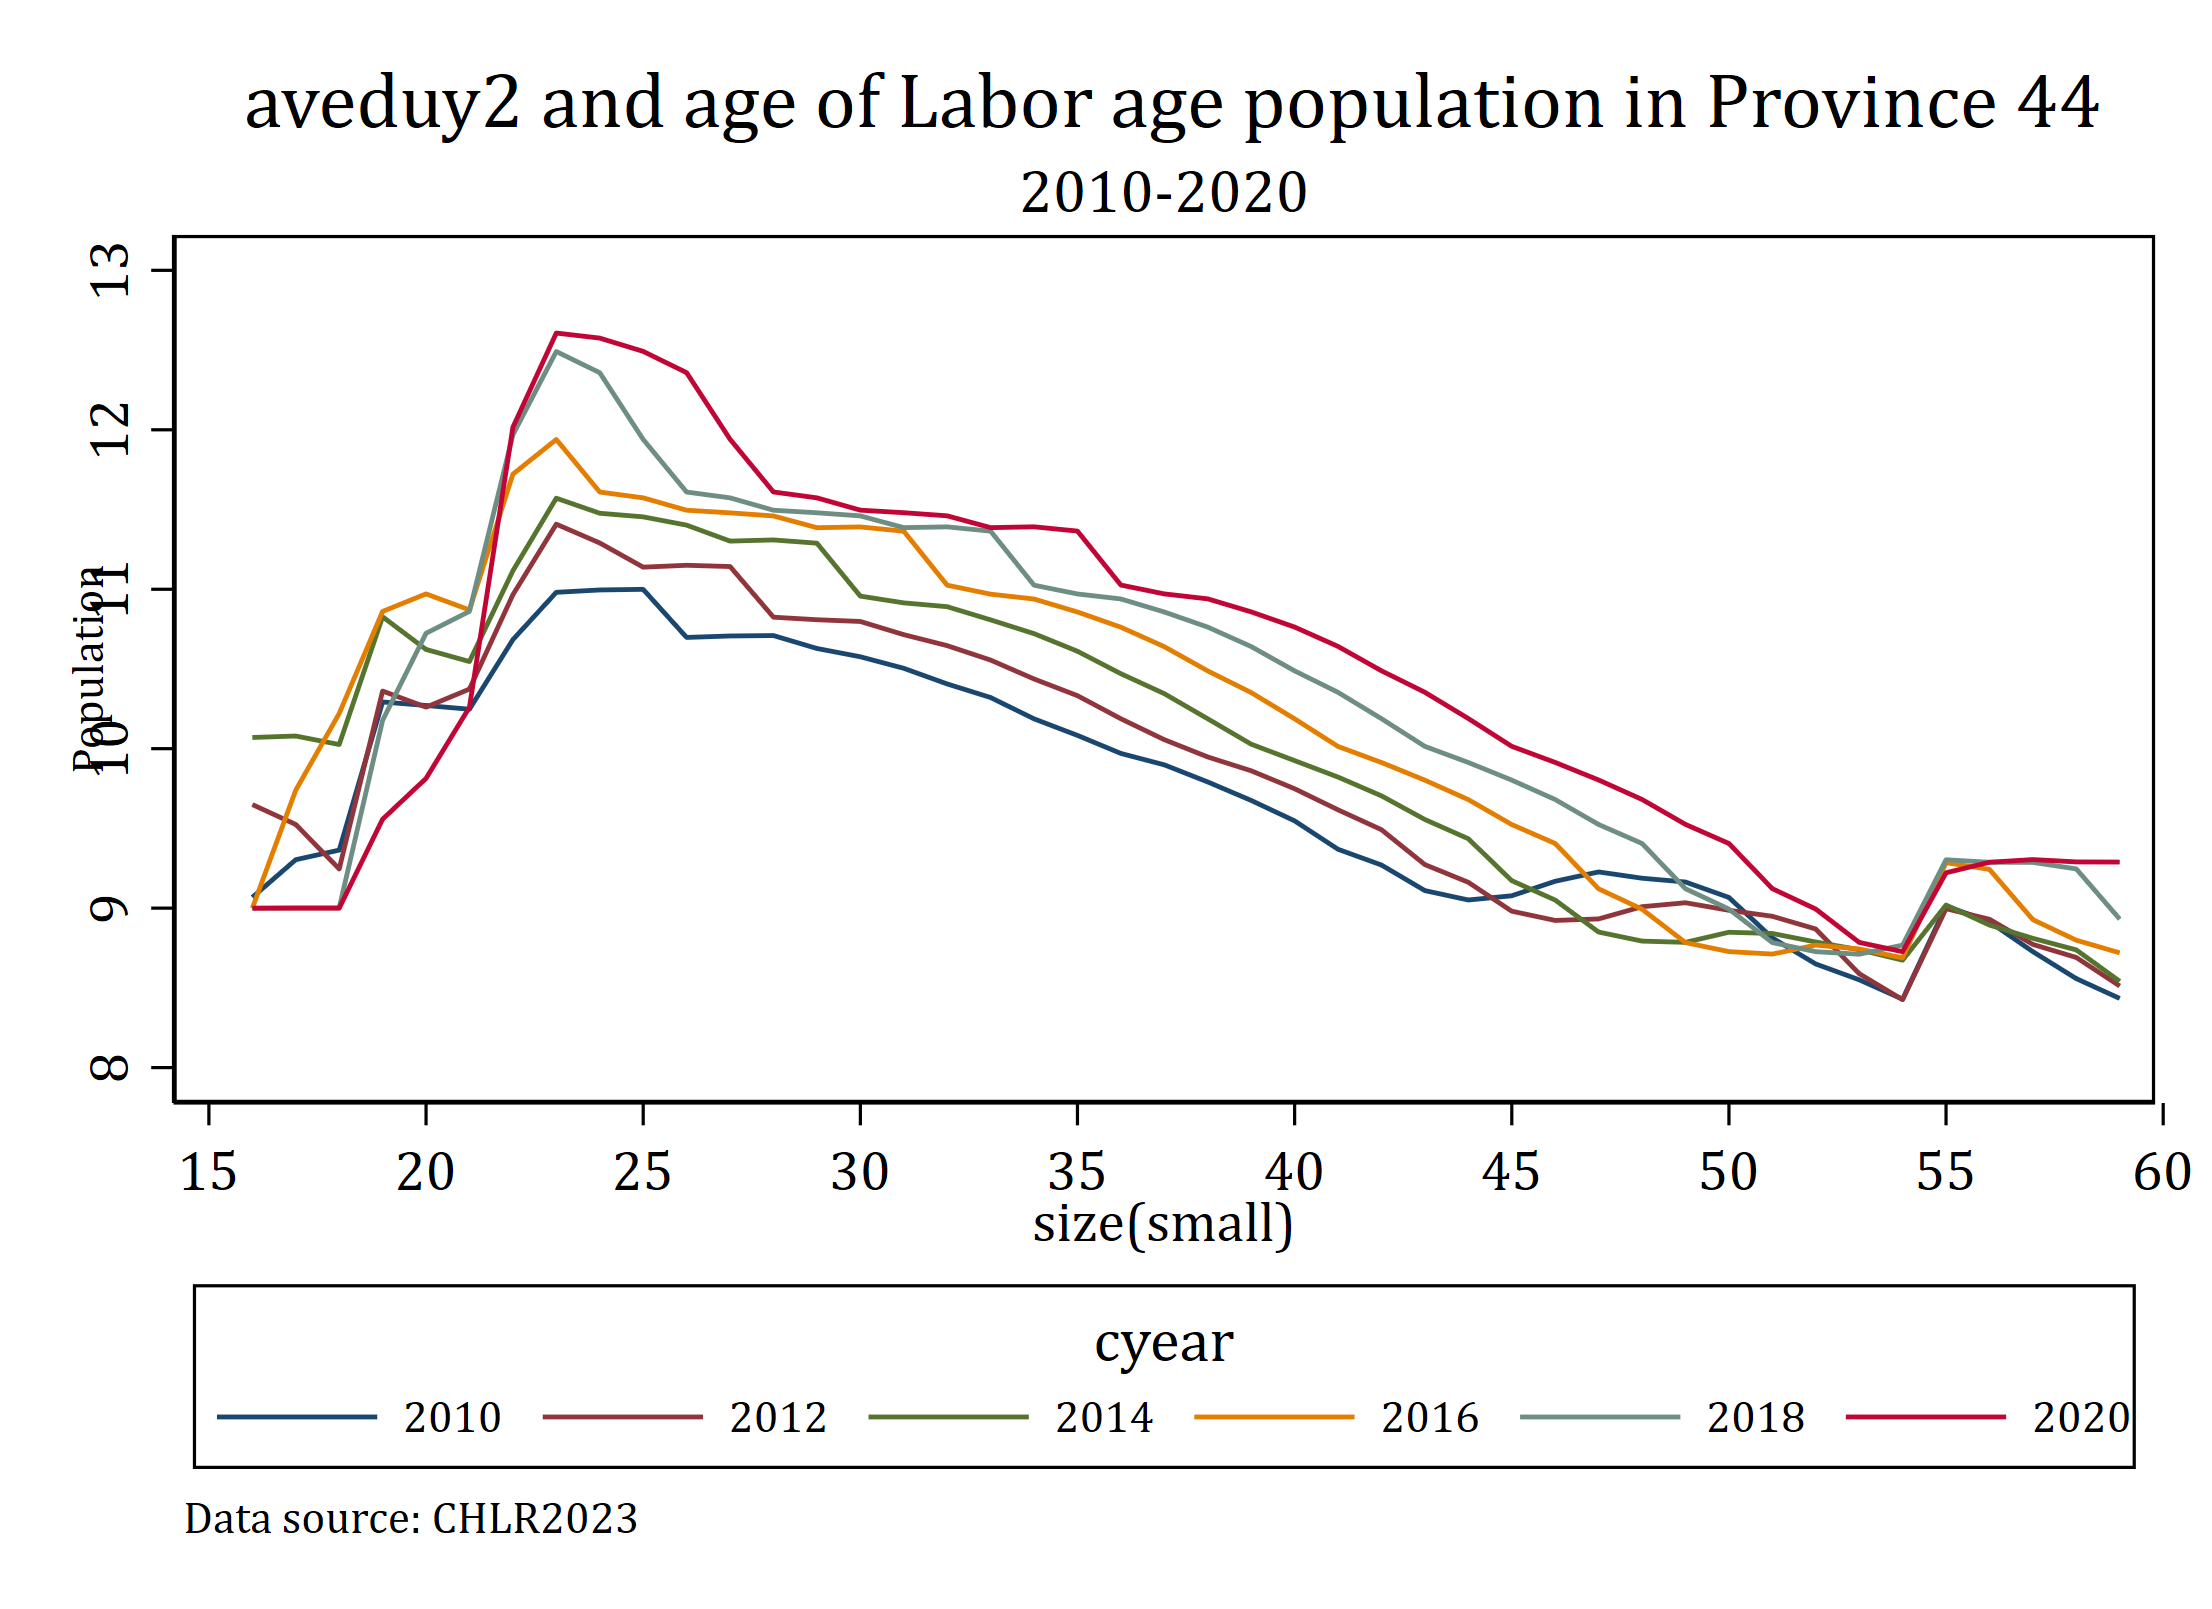 aveduy2 and age of Labor age population in Province 44
2010-2020
Population
13
12
11
10
9
8
15 20 25 30 35 40 45 50 55 60
size(small)
cyear
2010 2012 2014 2016 2018 2020
Data source: CHLR2023